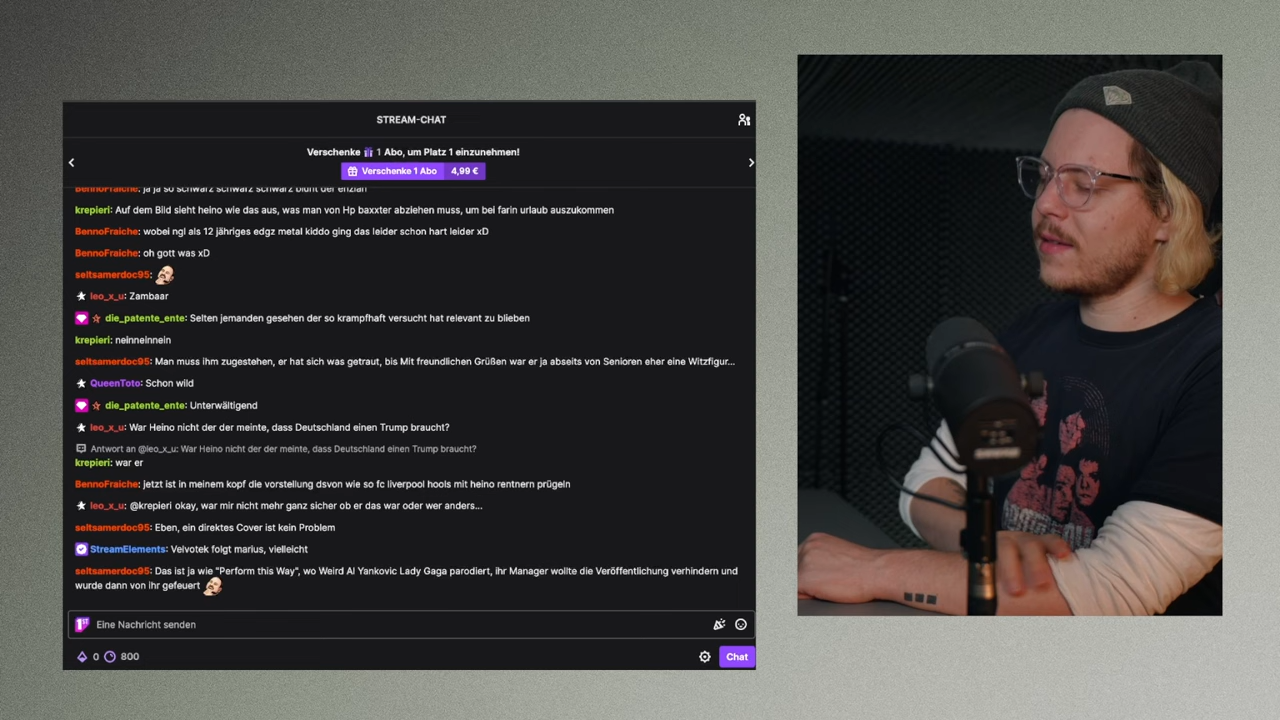 STREAM-CHAT
Verschenke 1 Abo, um Platz 1 einzunehmen!
Verschenke 1 Abo 4,99 €
BennoFraiche: ja ja so schwarz schwarz schwarz blüht der enzian
krepieri: Auf dem Bild sieht heino wie das aus, was man von Hp baxxter abziehen muss, um bei farin urlaub auszukommen
BennoFraiche: wobei ngl als 12 jähriges edgz metal kiddo ging das leider schon hart leider xD
BennoFraiche: oh gott was xD
seltsamerdoc95:
leo_x_u: Zambaar
die_patente_ente: Selten jemanden gesehen der so krampfhaft versucht hat relevant zu blieben
krepieri: neinneinnein
seltsamerdoc95: Man muss ihm zugestehen, er hat sich was getraut, bis Mit freundlichen Grüßen war er ja abseits von Senioren eher eine Witzfigur...
QueenToto: Schon wild
die_patente_ente: Unterwältigend
leo_x_u: War Heino nicht der der meinte, dass Deutschland einen Trump braucht?
Antwort an @leo_x_u: War Heino nicht der der meinte, dass Deutschland einen Trump braucht?
krepieri: war er
BennoFraiche: jetzt ist in meinem kopf die vorstellung dsvon wie so fc liverpool hools mit heino rentnern prügeln
leo_x_u: @krepieri okay, war mir nicht mehr ganz sicher ob er das war oder wer anders...
seltsamerdoc95: Eben, ein direktes Cover ist kein Problem
StreamElements: Velvotek folgt marius, vielleicht
seltsamerdoc95: Das ist ja wie "Perform this Way", wo Weird Al Yankovic Lady Gaga parodiert, ihr Manager wollte die Veröffentlichung verhindern und
wurde dann von ihr gefeuert
Eine Nachricht senden
0 800
Chat